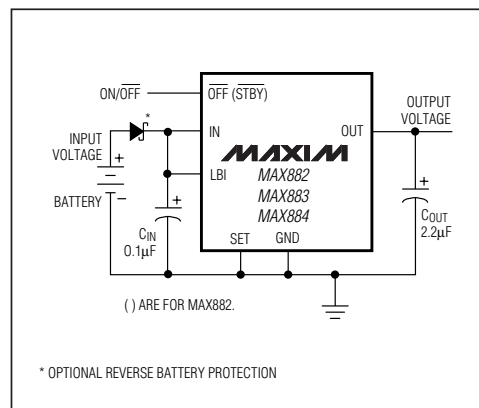 ON/OFF
OFF (STBY)
*
INPUT
VOLTAGE
IN
OUT
OUTPUT
VOLTAGE
+
MAXIM
LBI
MAX882
MAX883
MAX884
BATTERY
–
+
+
CIN
0.1µF
COUT
2.2µF
SET
GND
( ) ARE FOR MAX882.
* OPTIONAL REVERSE BATTERY PROTECTION